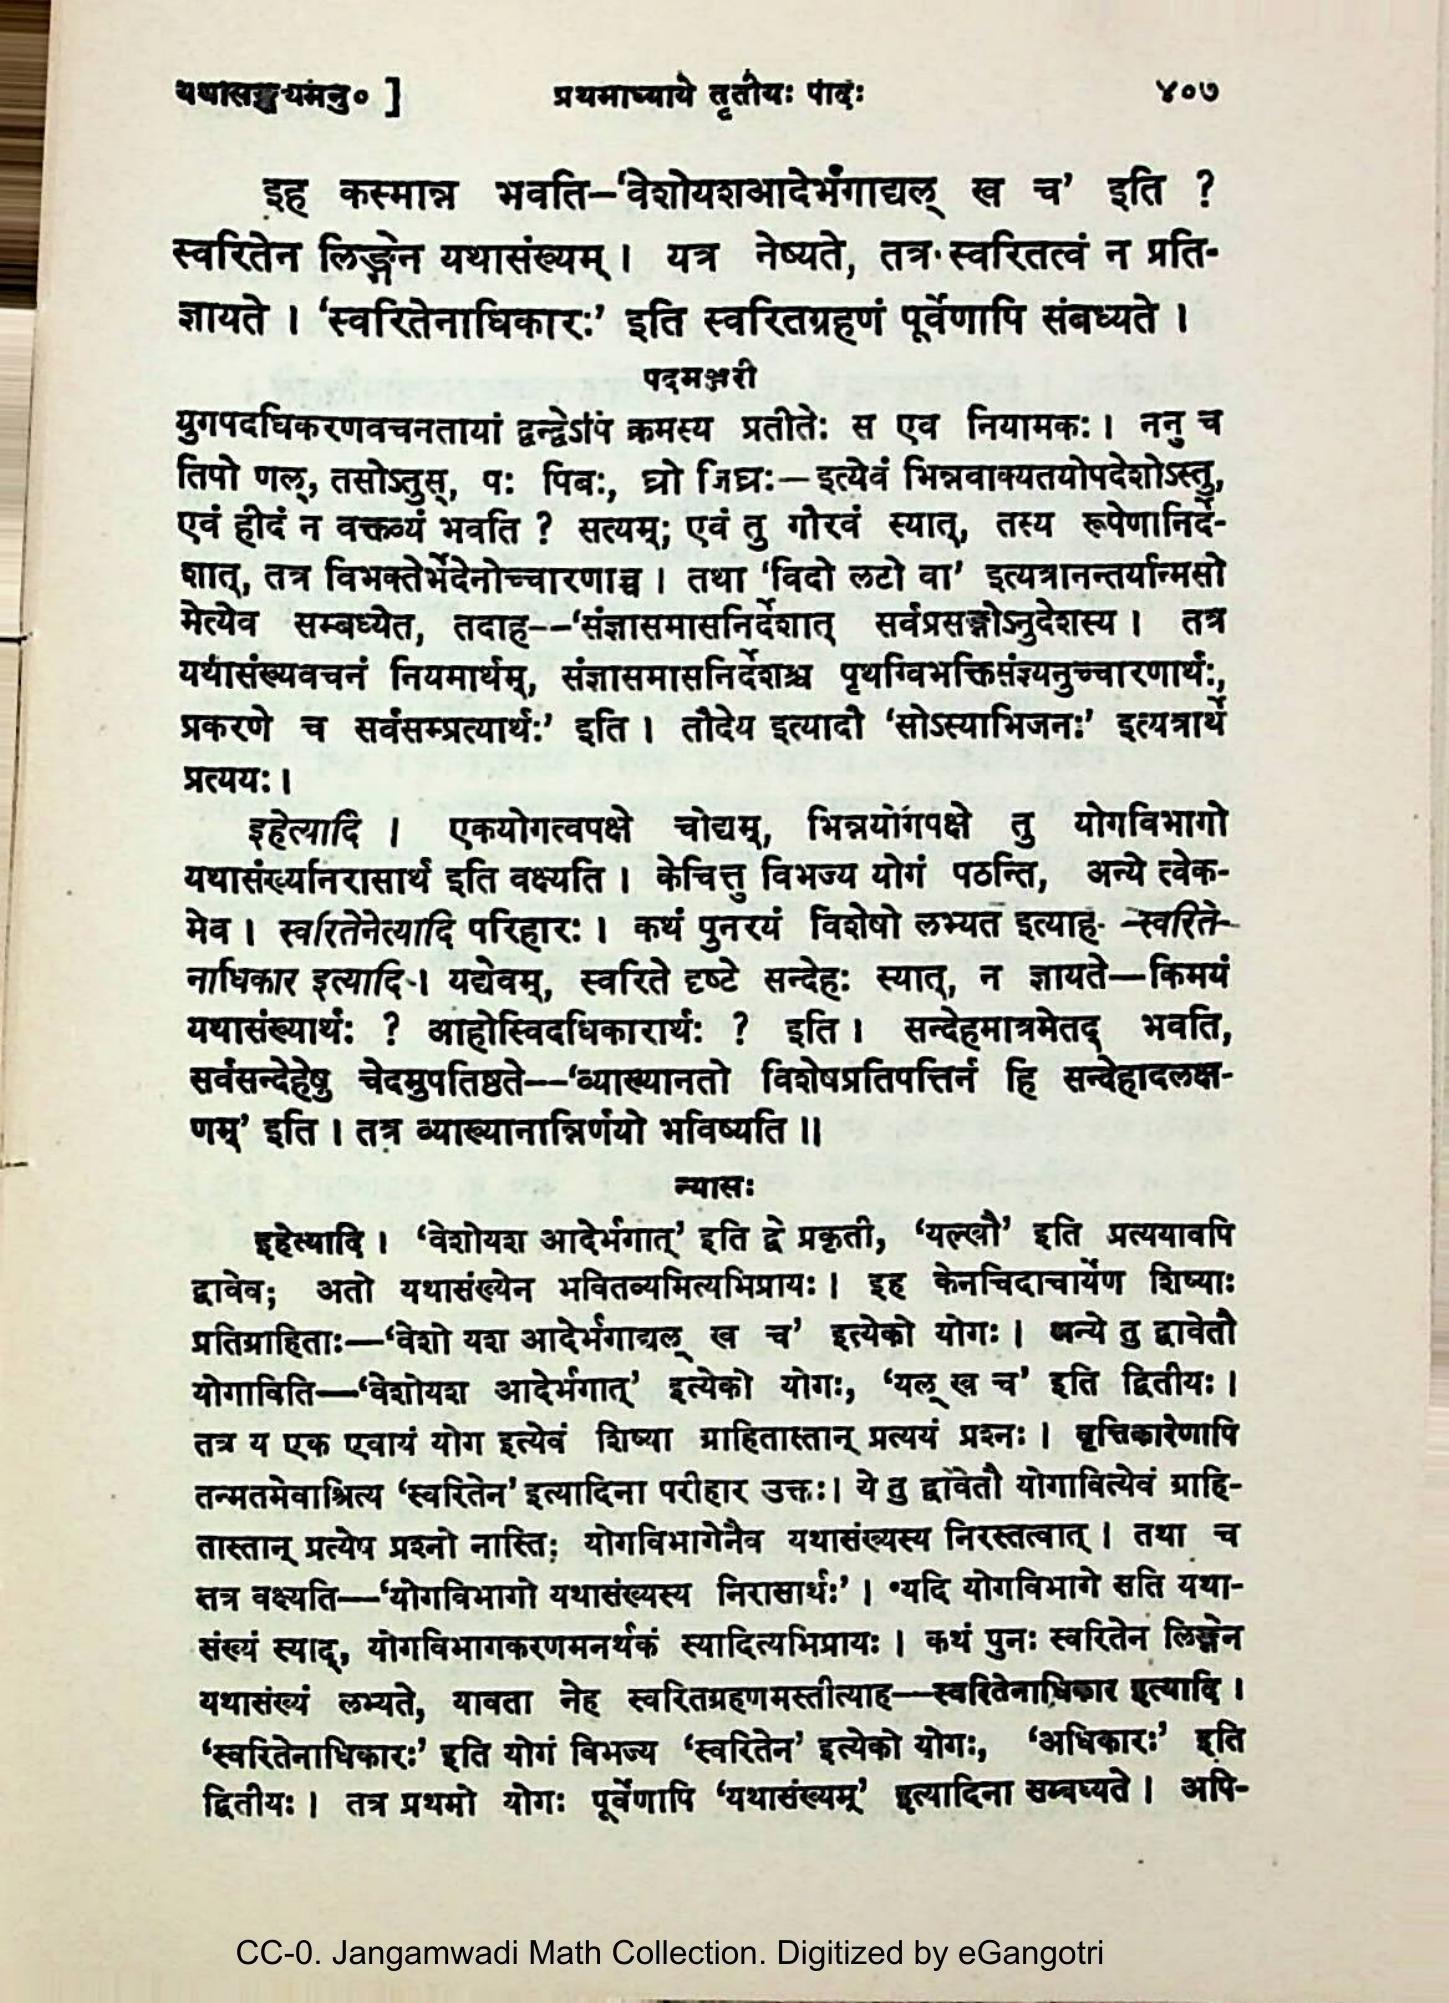 यथासङ्ख्यमनु० ]
प्रथमाध्याये तृतीयः पादः
४०७
इह कस्मान्न भवति—‘वेशोयशआदेर्भगाद्यल् ख च’ इति ?
स्वरितेन लिङ्गेन यथासंख्यम् । यत्र नेष्यते, तत्र स्वरितत्वं न प्रति-
ज्ञायते । ‘स्वरितेनाधिकारः’ इति स्वरितग्रहणं पूर्वेणापि संबध्यते ।
पदमञ्जरी
युगपदधिकरणवचनतायां द्वन्द्वेऽपि क्रमस्य प्रतीतेः स एव नियामकः । ननु च
तिपो णल्, तसोऽतुस्, पः पिबः, घ्रो जिघ्रः—इत्येवं भिन्नवाक्यतयोपदेशोऽस्तु,
एवं हीदं न वक्तव्यं भवति ? सत्यम्; एवं तु गौरवं स्यात्, तस्य रूपेणानिर्दे-
शात्, तत्र विभक्तेर्भेदेनोच्चारणाच्च । तथा ‘विदो लटो वा’ इत्यत्रानन्तर्यान्मसो
मेत्येव सम्बध्येत, तदाह--‘संज्ञासमासनिर्देशात् सर्वप्रसङ्गोऽनुदेशस्य । तत्र
यथासंख्यवचनं नियमार्थम्, संज्ञासमासनिर्देशश्च पृथग्विभक्तिसंज्ञ्यनुच्चारणार्थः,
प्रकरणे च सर्वसम्प्रत्यार्थः’ इति । तौदेय इत्यादौ ‘सोऽस्याभिजनः’ इत्यत्रार्थे
प्रत्ययः ।
इहेत्यादि । एकयोगत्वपक्षे चोद्यम्, भिन्नयोगपक्षे तु योगविभागो
यथासंख्यनिरासार्थ इति वक्ष्यति । केचित्तु विभज्य योगं पठन्ति, अन्ये त्वेक-
मेव । स्वरितेनेत्यादि परिहारः । कथं पुनरयं विशेषो लभ्यत इत्याह-स्वरिते-
नाधिकार इत्यादि । यद्येवम्, स्वरिते दृष्टे सन्देहः स्यात्, न ज्ञायते—किमयं
यथासंख्यार्थः ? आहोस्विदधिकारार्थः ? इति । सन्देहमात्रमेतद् भवति,
सर्वसन्देहेषु चेदमुपतिष्ठते—‘व्याख्यानतो विशेषप्रतिपत्तिर्न हि सन्देहादलक्ष-
णम्’ इति । तत्र व्याख्यानान्निर्णयो भविष्यति ॥
न्यासः
इहेत्यादि । ‘वेशोयश आदेर्भगात्’ इति द्वे प्रकृती, ‘यल्खौ’ इति प्रत्ययावपि
द्वावेव; अतो यथासंख्येन भवितव्यमित्यभिप्रायः । इह केनचिदाचार्येण शिष्याः
प्रतिग्राहिताः—‘वेशो यश आदेर्भगाद्यल् ख च’ इत्येको योगः । अन्ये तु द्वावेतौ
योगाविति—‘वेशोयश आदेर्भगात्’ इत्येको योगः, ‘यल् ख च’ इति द्वितीयः ।
तत्र य एक एवायं योग इत्येवं शिष्या ग्राहितास्तान् प्रत्ययं प्रश्नः । वृत्तिकारेणापि
तन्मतमेवाश्रित्य ‘स्वरितेन’ इत्यादिना परीहार उक्तः। ये तु द्वावेतौ योगावित्येवं ग्राहि-
तास्तान् प्रत्येष प्रश्नो नास्ति; योगविभागेनैव यथासंख्यस्य निरस्तत्वात् । तथा च
तत्र वक्ष्यति—‘योगविभागो यथासंख्यस्य निरासार्थः’ । यदि योगविभागे सति यथा-
संख्यं स्याद्, योगविभागकरणमनर्थकं स्यादित्यभिप्रायः । कथं पुनः स्वरितेन लिङ्गेन
यथासंख्यं लभ्यते, यावता नेह स्वरितग्रहणमस्तीत्याह—स्वरितेनाधिकार इत्यादि ।
‘स्वरितेनाधिकारः’ इति योगं विभज्य ‘स्वरितेन’ इत्येको योगः, ‘अधिकारः’ इति
द्वितीयः । तत्र प्रथमो योगः पूर्वेणापि ‘यथासंख्यम्’ इत्यादिना सम्बध्यते । अपि-
CC-0. Jangamwadi Math Collection. Digitized by eGangotri